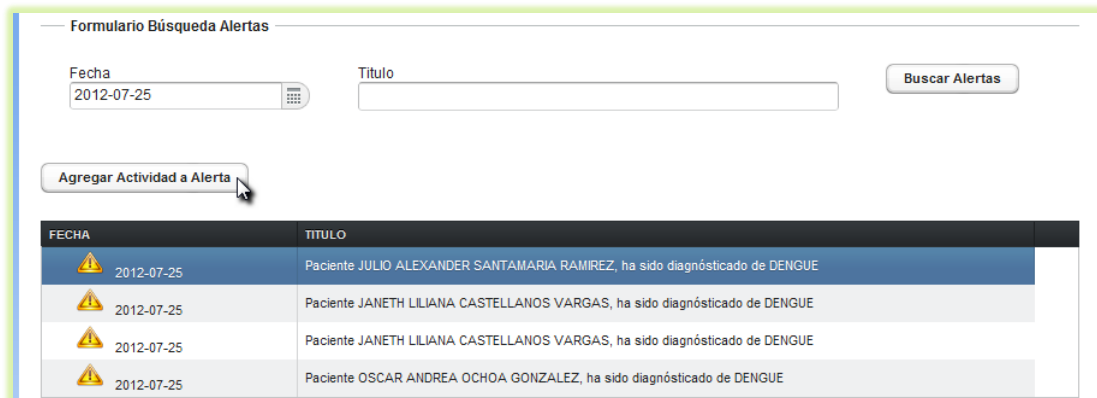 Formulario Búsqueda Alertas
Fecha Titulo
2012-07-25 Buscar Alertas
Agregar Actividad a Alerta
FECHA TITULO
2012-07-25 Paciente JULIO ALEXANDER SANTAMARIA RAMIREZ, ha sido diagnósticado de DENGUE
2012-07-25 Paciente JANETH LILIANA CASTELLANOS VARGAS, ha sido diagnósticado de DENGUE
2012-07-25 Paciente JANETH LILIANA CASTELLANOS VARGAS, ha sido diagnósticado de DENGUE
2012-07-25 Paciente OSCAR ANDREA OCHOA GONZALEZ, ha sido diagnósticado de DENGUE